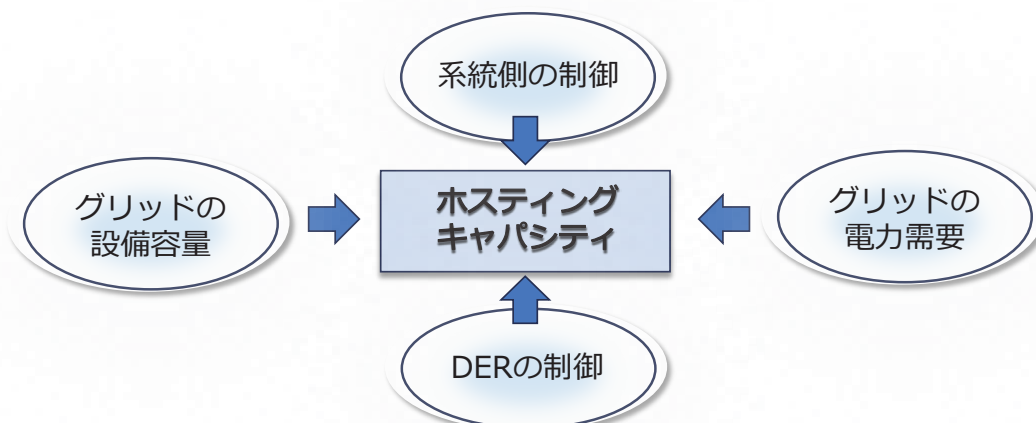 系統側の制御
グリッドの
設備容量
ホスティング
キャパシティ
グリッドの
電力需要
DERの制御